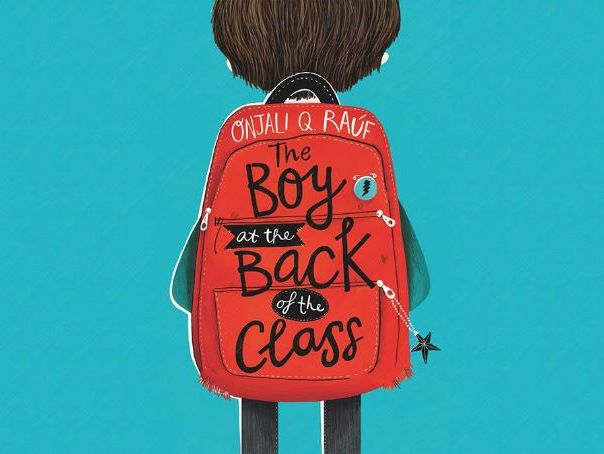 ONJALI Q. RAÚF
The
Boy
at the
Back
of the
Class